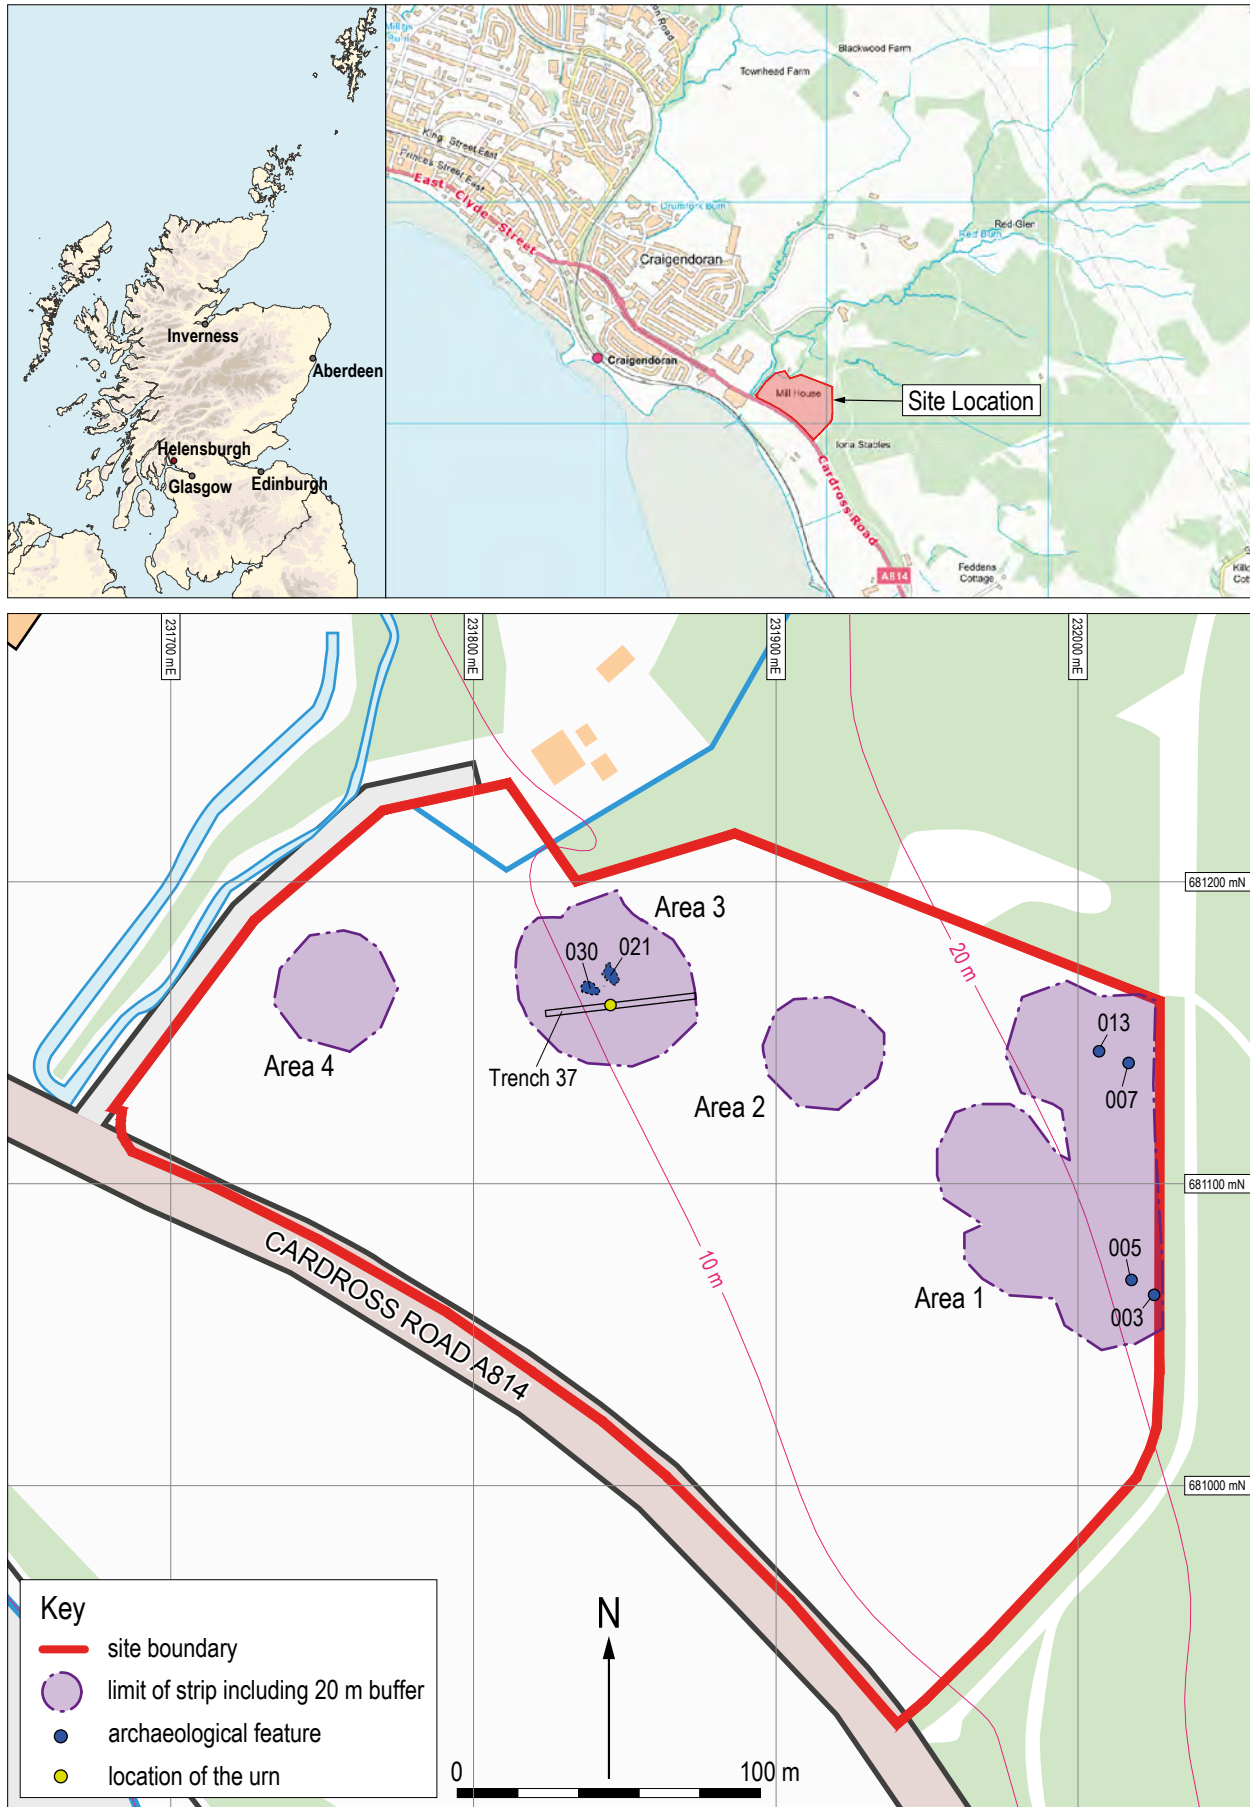 Inverness
Aberdeen
Helensburgh
Glasgow
Edinburgh
Blackwood Farm
Townhead Farm
King Street East
Princes Street East
East Clyde Street
Drumfork Burn
Red Glen
Red Burn
Craigendoran
Craigendoran
Mill House
Site Location
Iona Stables
Cardross Road
A814
Feddens
Cottage
231700 mE
231800 mE
231900 mE
232000 mE
681200 mN
Area 3
030
021
20 m
013
Area 4
Trench 37
Area 2
007
681100 mN
005
10 m
Area 1
003
CARDROSS ROAD A814
681000 mN
Key
site boundary
limit of strip including 20 m buffer
archaeological feature
location of the urn
N
0
100 m